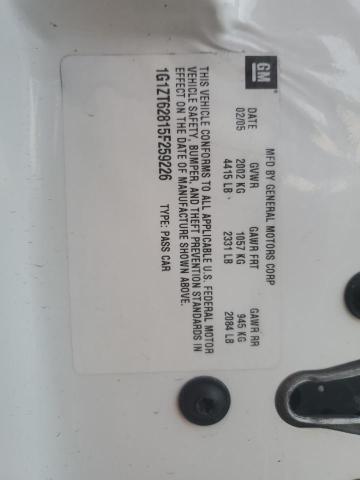 GM
MFD BY GENERAL MOTORS CORP
DATE GVWR GAWR FRT GAWR RR
02/05 2002 KG 1057 KG 945 KG
4415 LB 2331 LB 2084 LB
THIS VEHICLE CONFORMS TO ALL APPLICABLE U.S. FEDERAL MOTOR
VEHICLE SAFETY, BUMPER, AND THEFT PREVENTION STANDARDS IN
EFFECT ON THE DATE OF MANUFACTURE SHOWN ABOVE.
1G1ZT62815F259226 TYPE: PASS CAR